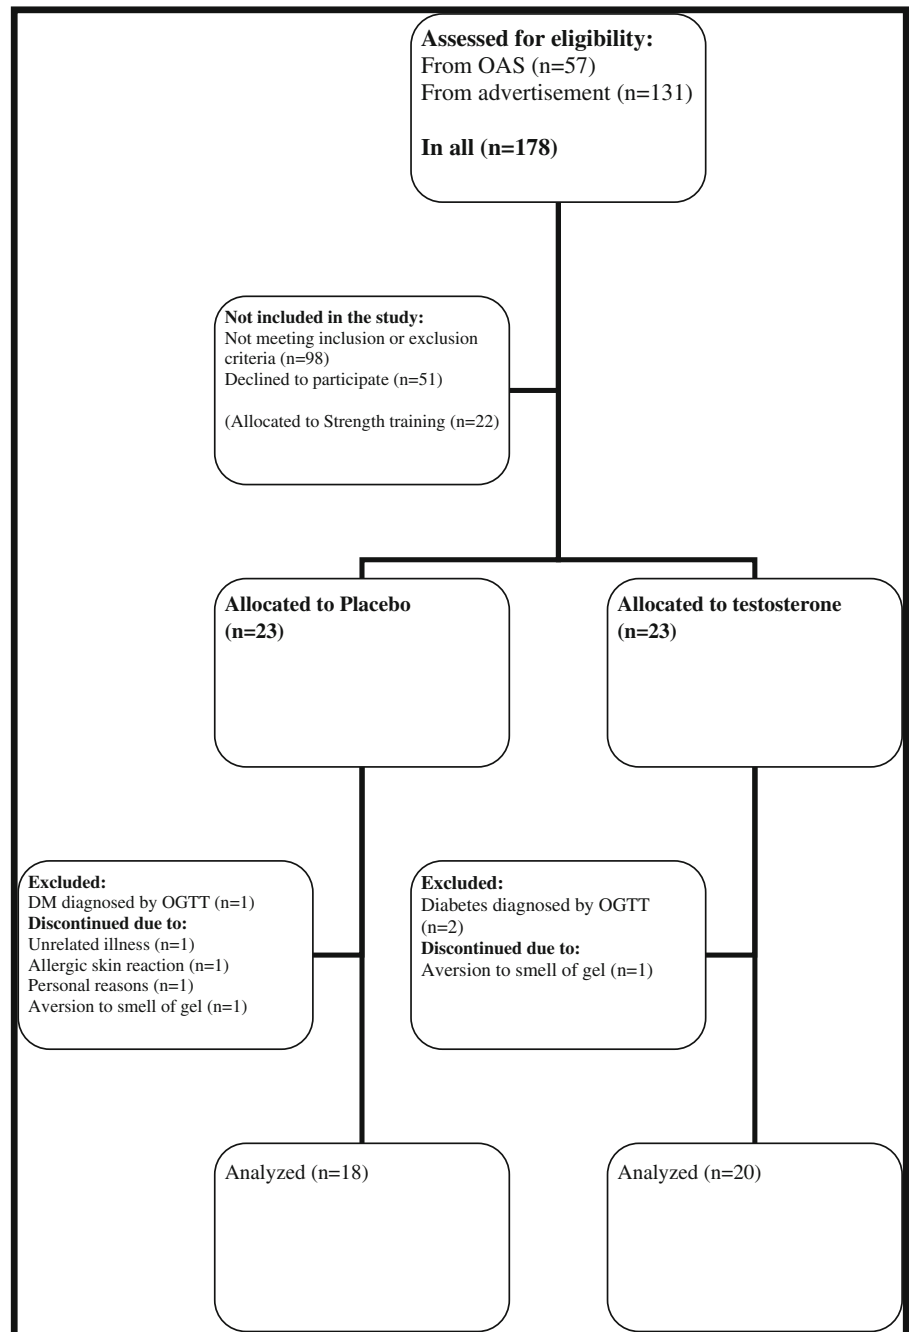 Assessed for eligibility:
From OAS (n=57)
From advertisement (n=131)
In all (n=178)
Not included in the study:
Not meeting inclusion or exclusion
criteria (n=98)
Declined to participate (n=51)
(Allocated to Strength training (n=22)
Allocated to Placebo
(n=23)
Allocated to testosterone
(n=23)
Excluded:
DM diagnosed by OGTT (n=1)
Discontinued due to:
Unrelated illness (n=1)
Allergic skin reaction (n=1)
Personal reasons (n=1)
Aversion to smell of gel (n=1)
Excluded:
Diabetes diagnosed by OGTT
(n=2)
Discontinued due to:
Aversion to smell of gel (n=1)
Analyzed (n=18)
Analyzed (n=20)